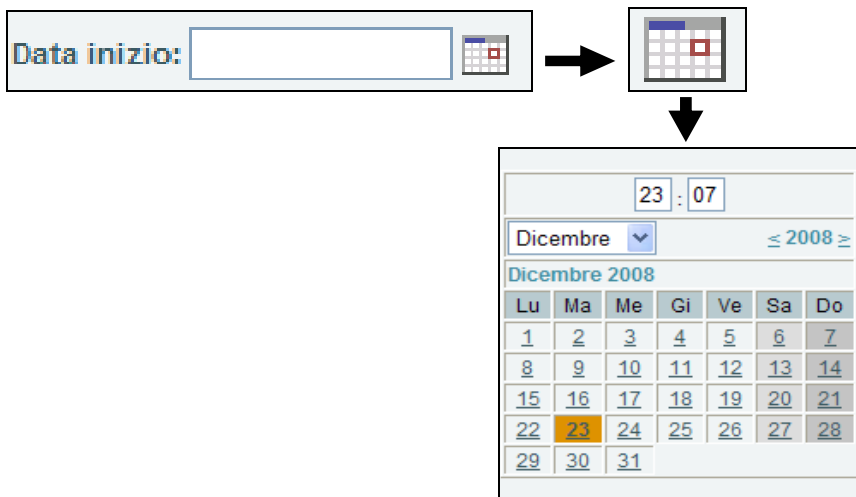 Data inizio:
23 : 07
Dicembre ≤ 2008 ≥
Dicembre 2008
Lu Ma Me Gi Ve Sa Do
1 2 3 4 5 6 7
8 9 10 11 12 13 14
15 16 17 18 19 20 21
22 23 24 25 26 27 28
29 30 31